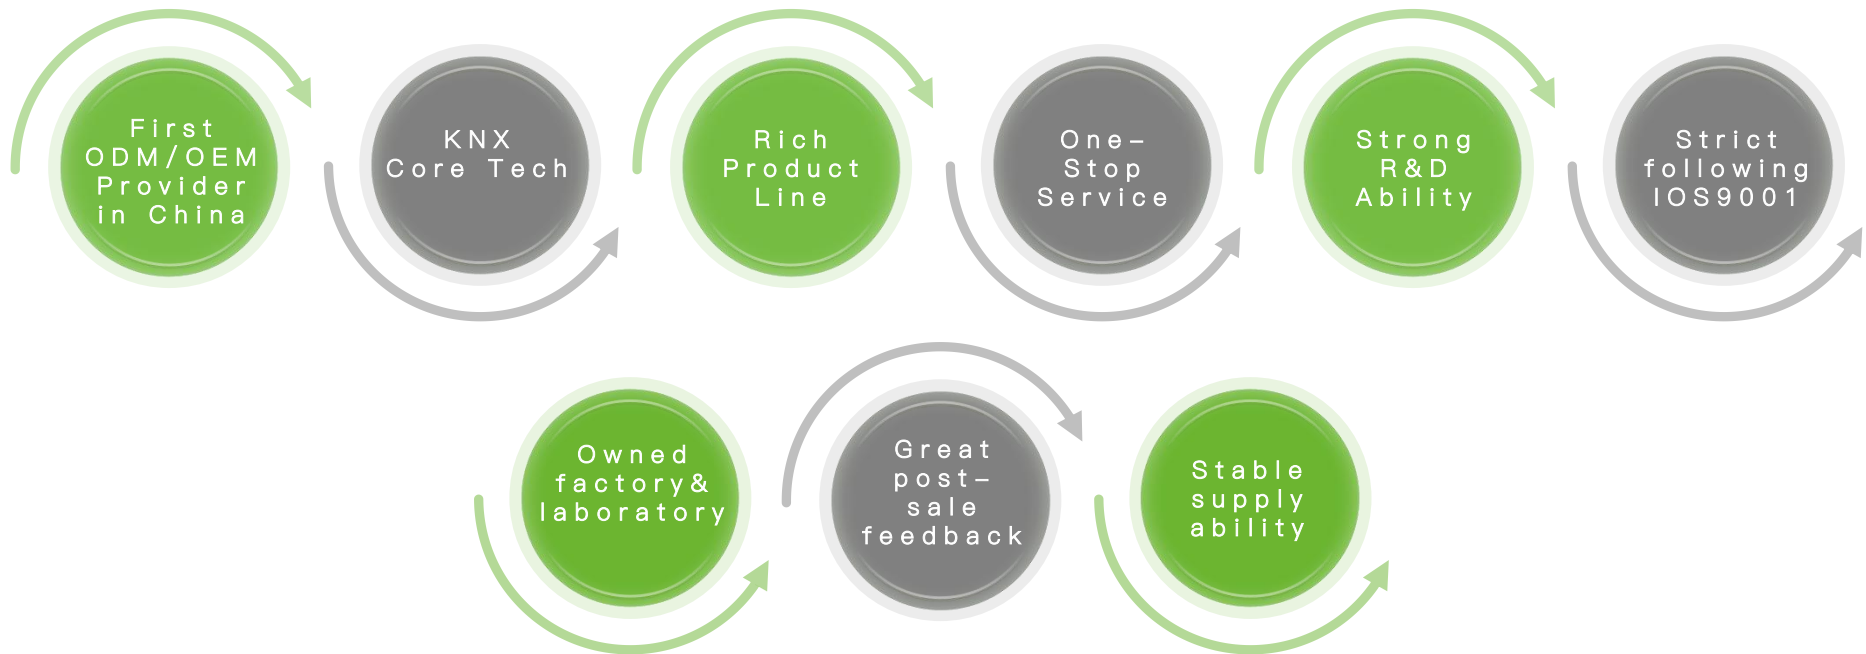 First
ODM/OEM
Provider
in China
KNX
Core Tech
Rich
Product
Line
One-
Stop
Service
Strong
R&D
Ability
Strict
following
IOS9001
Owned
factory&
laboratory
Great
post-
sale
feedback
Stable
supply
ability